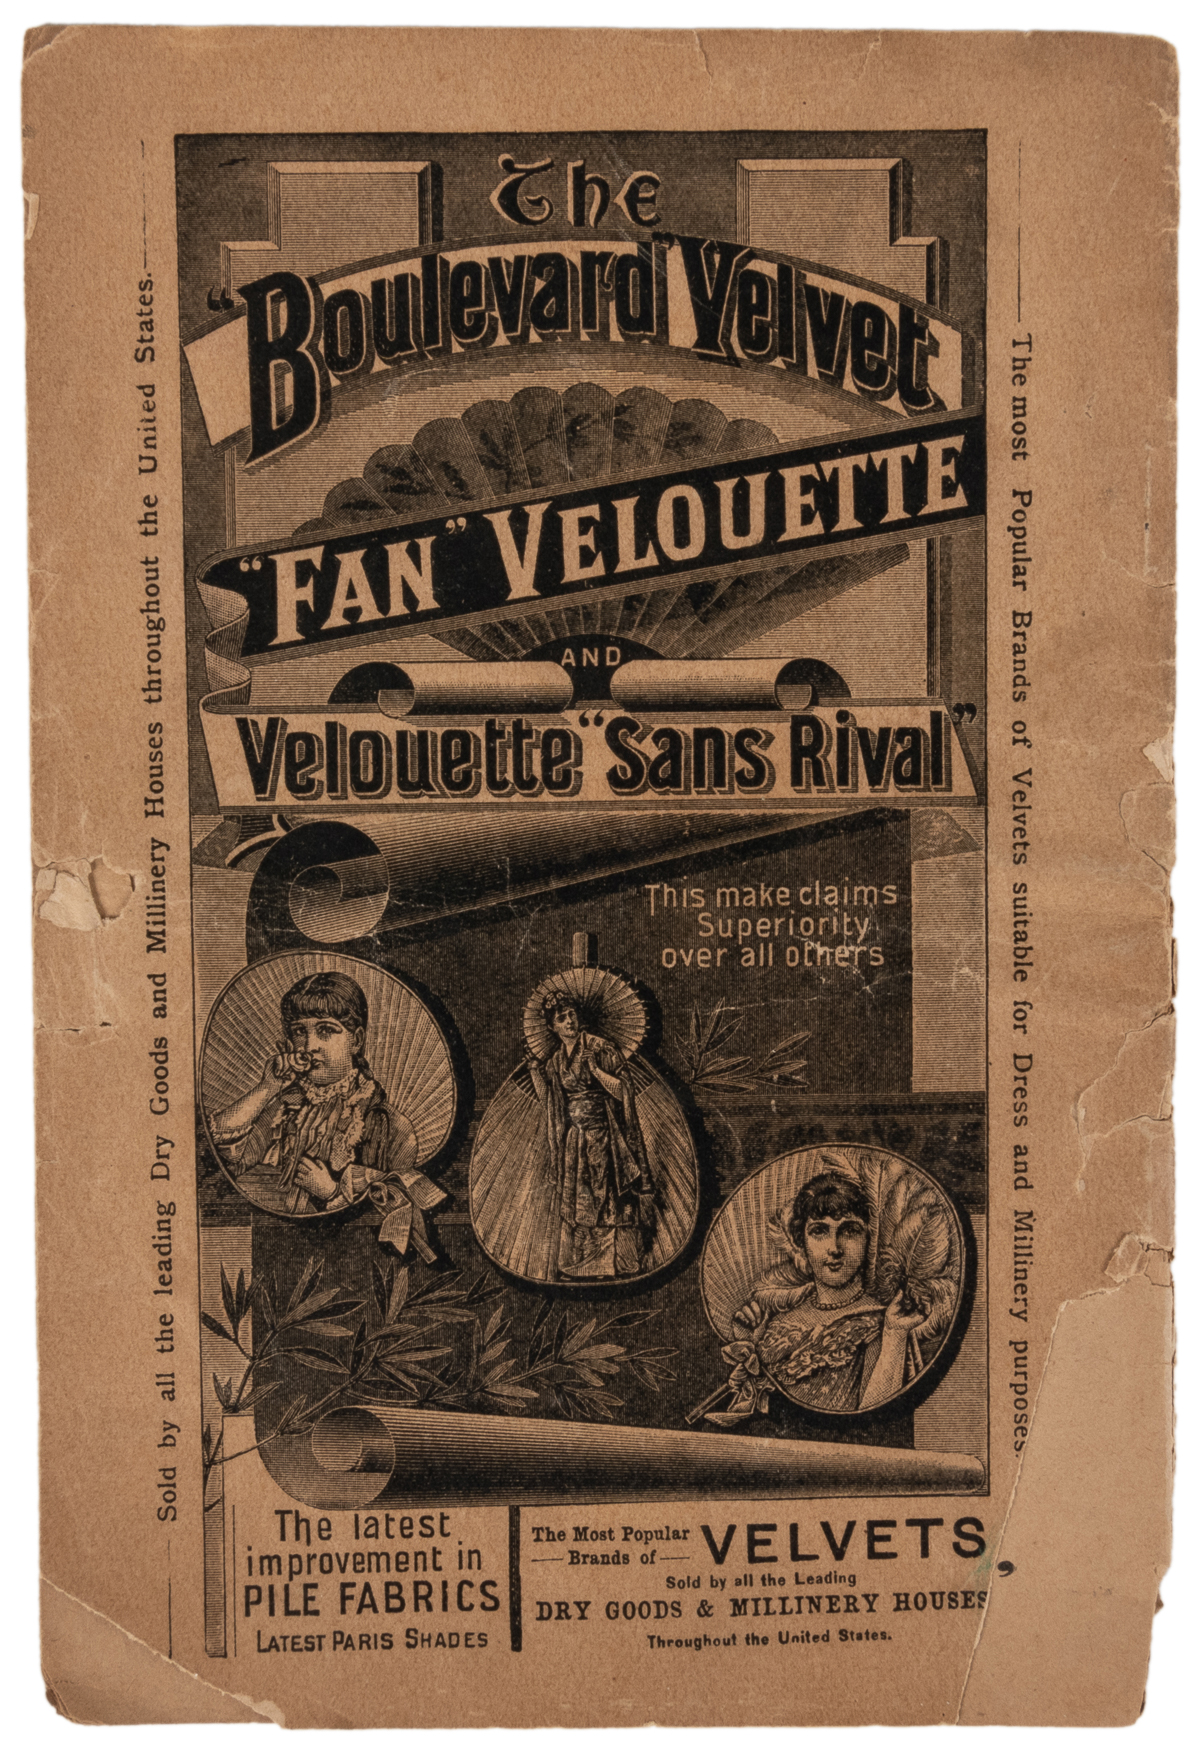 The
"Boulevard" Velvet
"FAN" VELOUETTE
AND
Velouette "Sans Rival"
This make claims
Superiority
over all others
The latest
improvement in
PILE FABRICS
LATEST PARIS SHADES
The Most Popular
Brands of
VELVETS,
Sold by all the Leading
DRY GOODS & MILLINERY HOUSES
Throughout the United States.
Sold by all the leading Dry Goods and Millinery Houses throughout the United States.
The most Popular Brands of Velvets suitable for Dress and Millinery purposes.